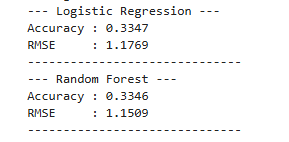 --- Logistic Regression ---
Accuracy : 0.3347
RMSE     : 1.1769
------------------------------
--- Random Forest ---
Accuracy : 0.3346
RMSE     : 1.1509
------------------------------